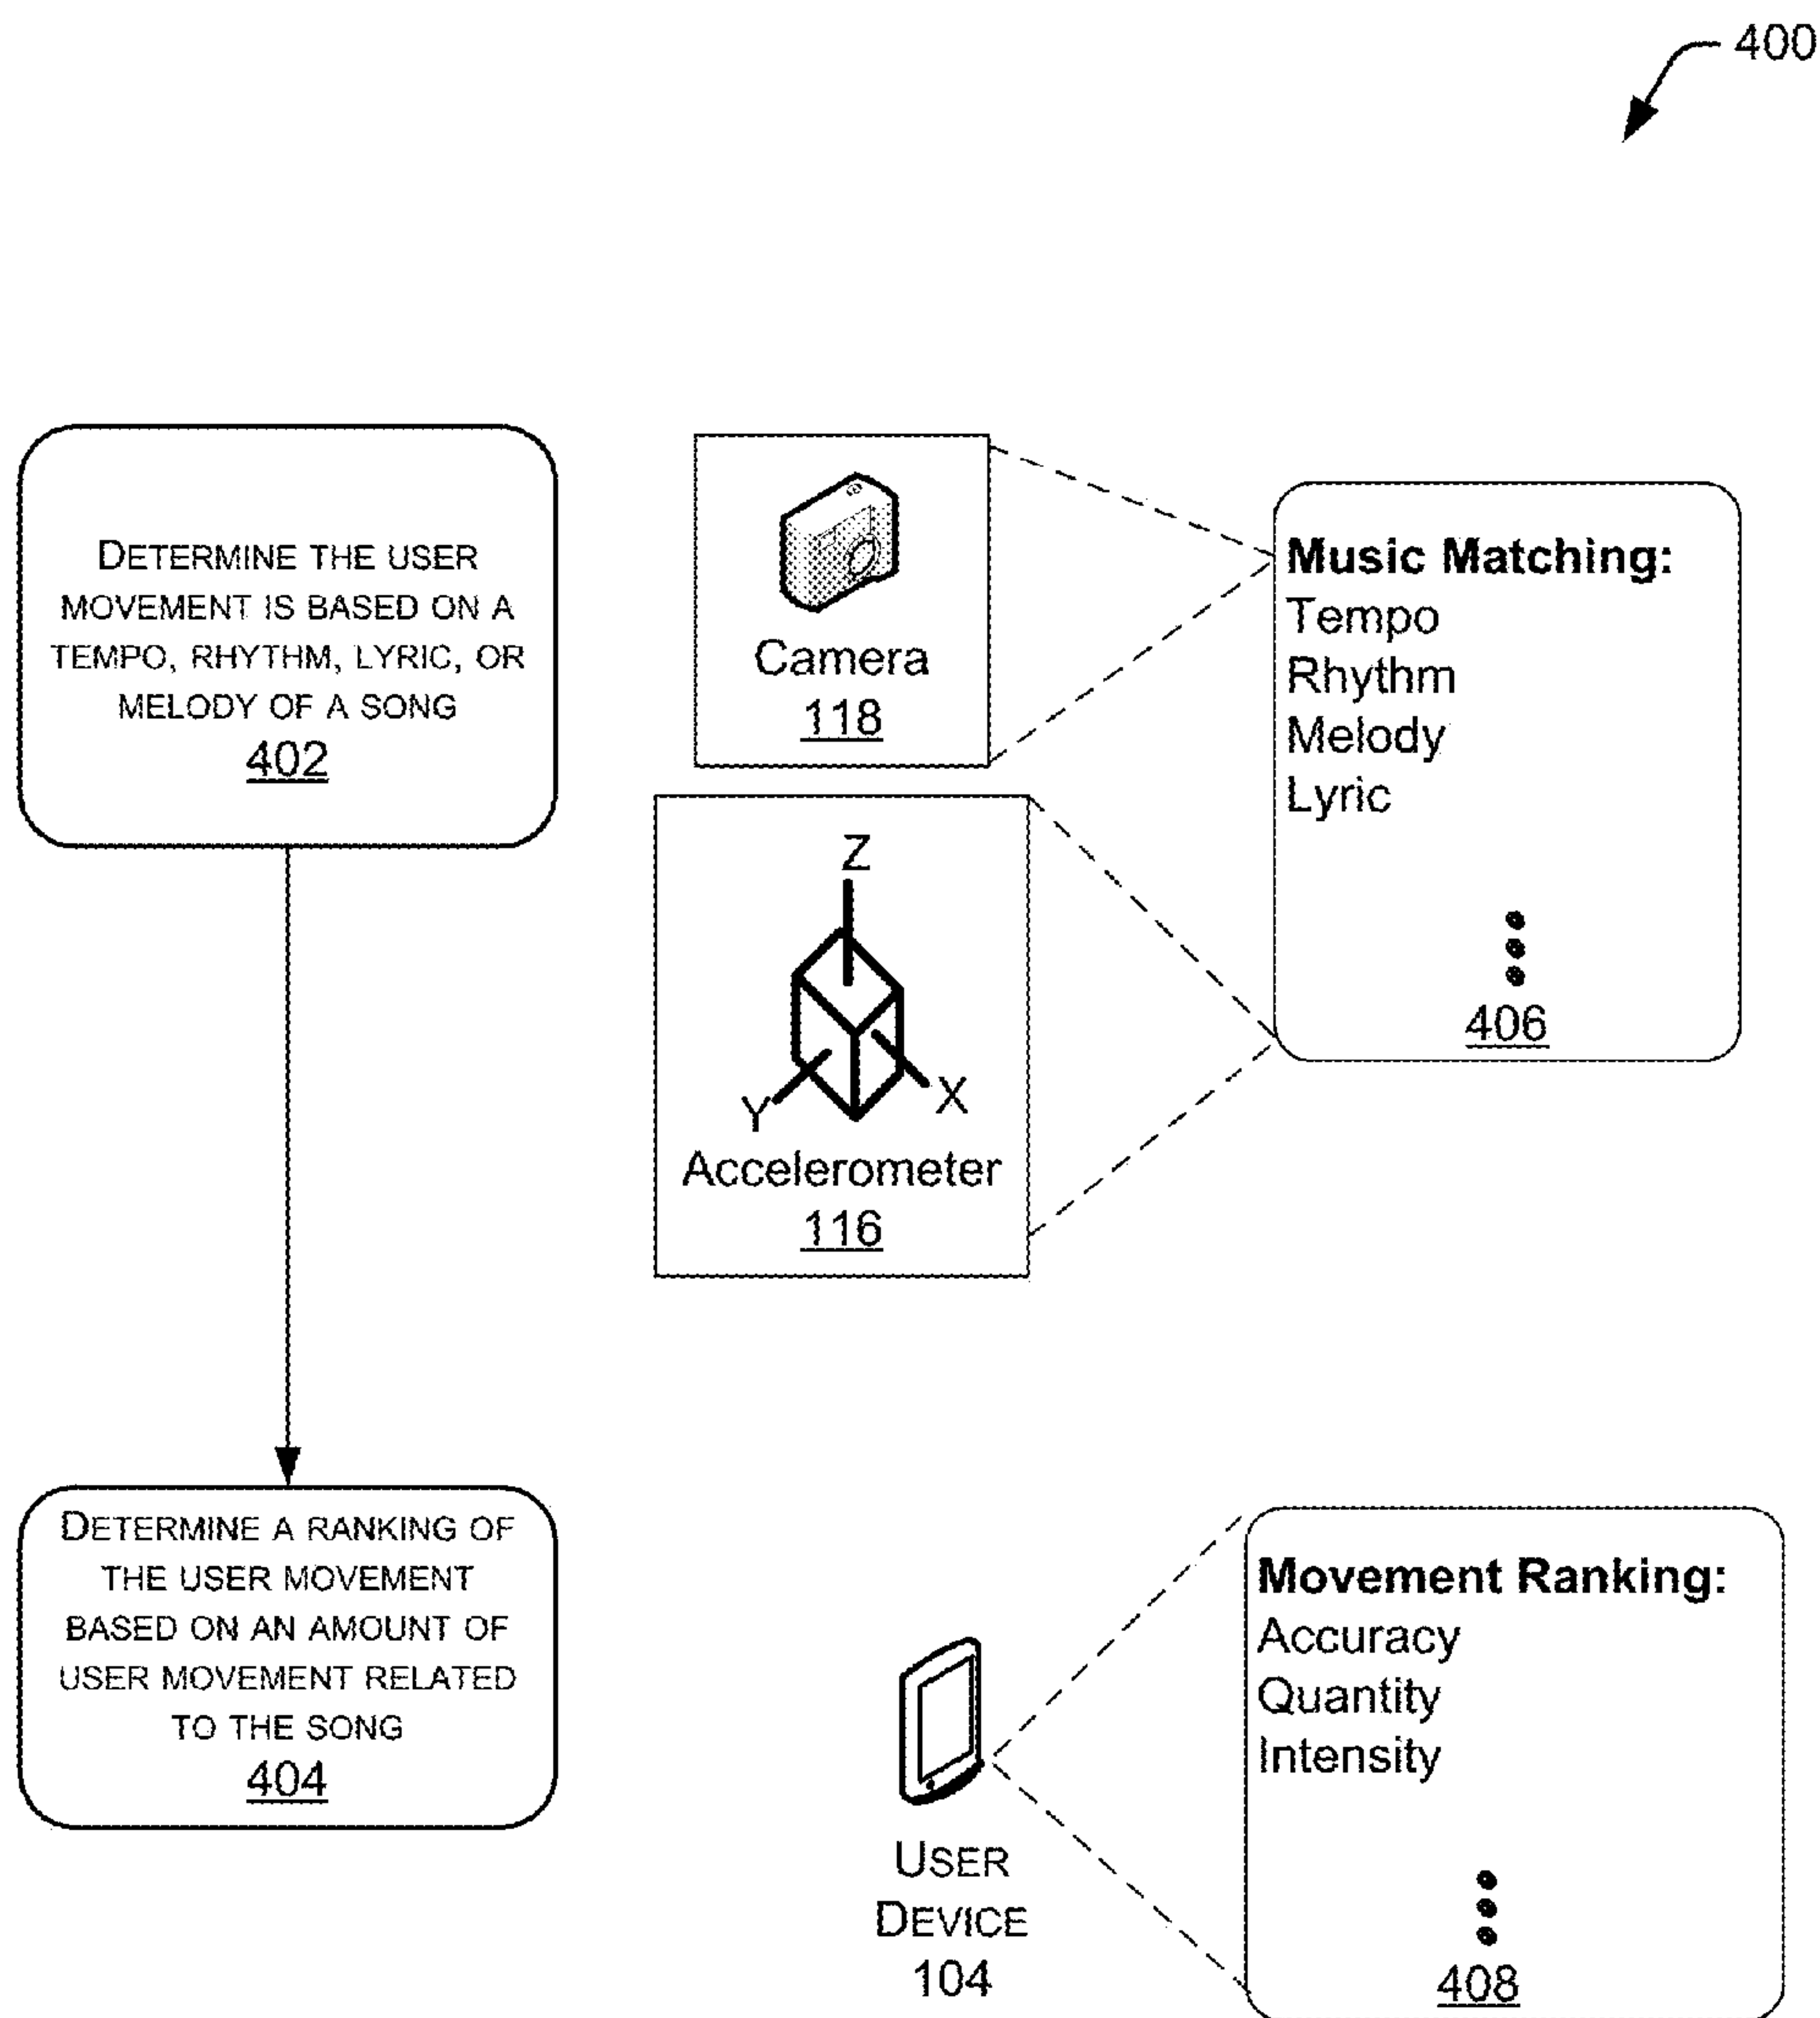 400
DETERMINE THE USER
MOVEMENT IS BASED ON A
TEMPO, RHYTHM, LYRIC, OR
MELODY OF A SONG
402
Camera
118
Music Matching:
Tempo
Rhythm
Melody
Lyric
406
Z
Y
X
Accelerometer
116
DETERMINE A RANKING OF
THE USER MOVEMENT
BASED ON AN AMOUNT OF
USER MOVEMENT RELATED
TO THE SONG
404
USER
DEVICE
104
Movement Ranking:
Accuracy
Quantity
Intensity
408